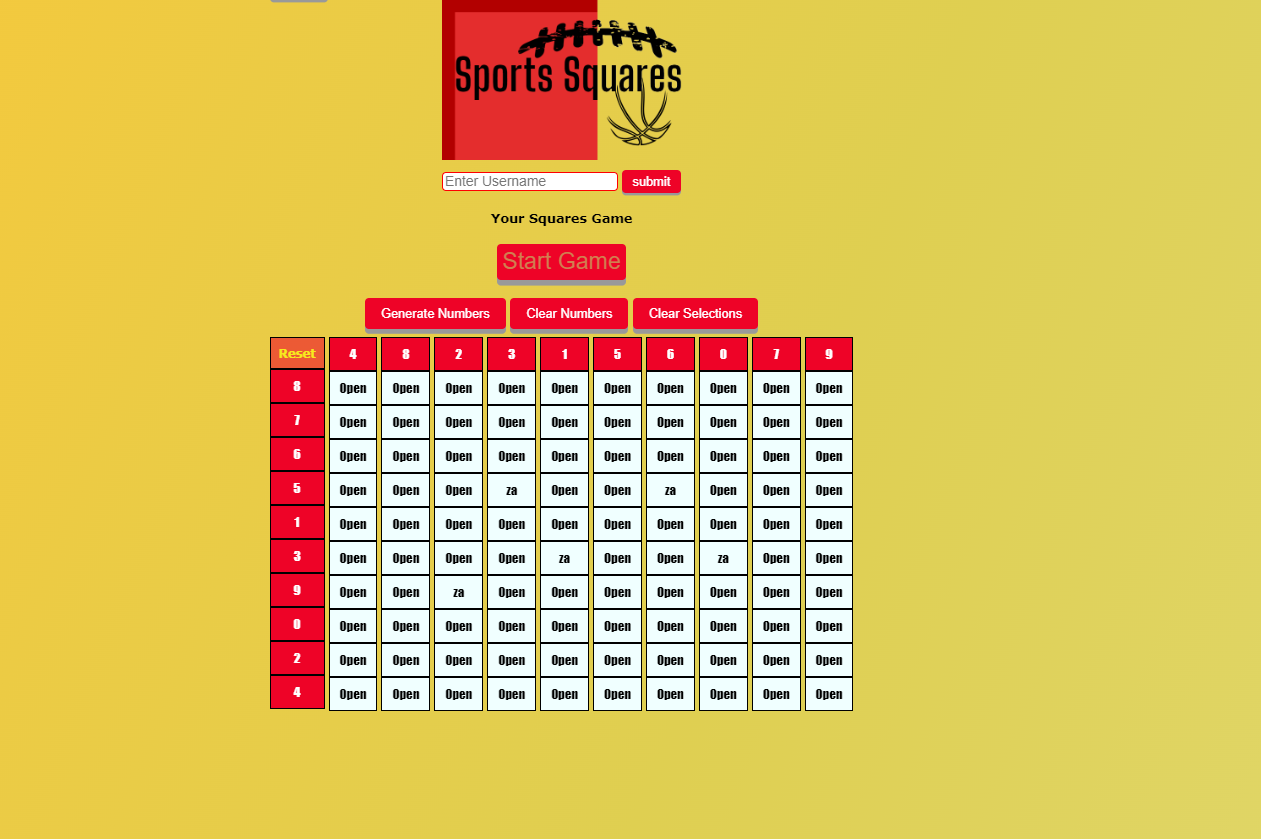 Sports Squares
Enter Username submit
Your Squares Game
Start Game
Generate Numbers Clear Numbers Clear Selections
Reset 4 8 2 3 1 5 6 0 7 9
8 Open Open Open Open Open Open Open Open Open Open
7 Open Open Open Open Open Open Open Open Open Open
6 Open Open Open Open Open Open Open Open Open Open
5 Open Open Open za Open Open za Open Open Open
1 Open Open Open Open Open Open Open Open Open Open
3 Open Open Open Open za Open Open za Open Open
9 Open Open za Open Open Open Open Open Open Open
0 Open Open Open Open Open Open Open Open Open Open
2 Open Open Open Open Open Open Open Open Open Open
4 Open Open Open Open Open Open Open Open Open Open